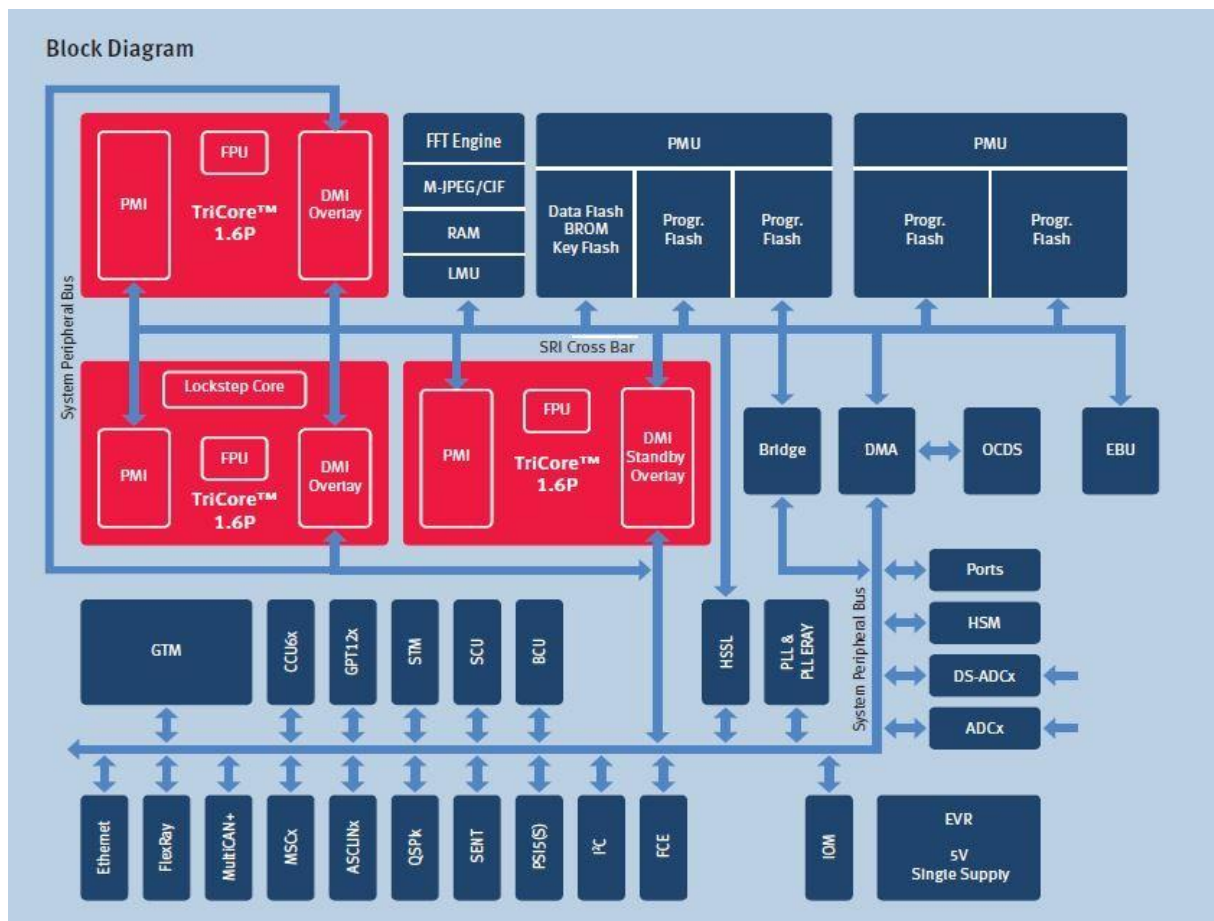 Block Diagram
System Peripheral Bus
PMI
FPU
TriCore™
1.6P
DMI
Overlay
FFT Engine
M-JPEG/CIF
RAM
LMU
PMU
Data Flash
BROM
Key Flash
Progr.
Flash
Progr.
Flash
PMU
Progr.
Flash
Progr.
Flash
SRI Cross Bar
Lockstep Core
PMI
FPU
TriCore™
1.6P
DMI
Overlay
PMI
FPU
TriCore™
1.6P
DMI
Standby
Overlay
Bridge
DMA
OCDS
EBU
Ports
HSM
DS-ADCx
ADCx
System Peripheral Bus
GTM
CCU6x
GPT12x
STM
SCU
BCU
HSSL
PLL &
PLL ERAY
Ethernet
FlexRay
MultiCAN+
MSCx
ASCLINx
QSPIx
SENT
PSI5(S)
I²C
FCE
IOM
EVR
5V
Single Supply